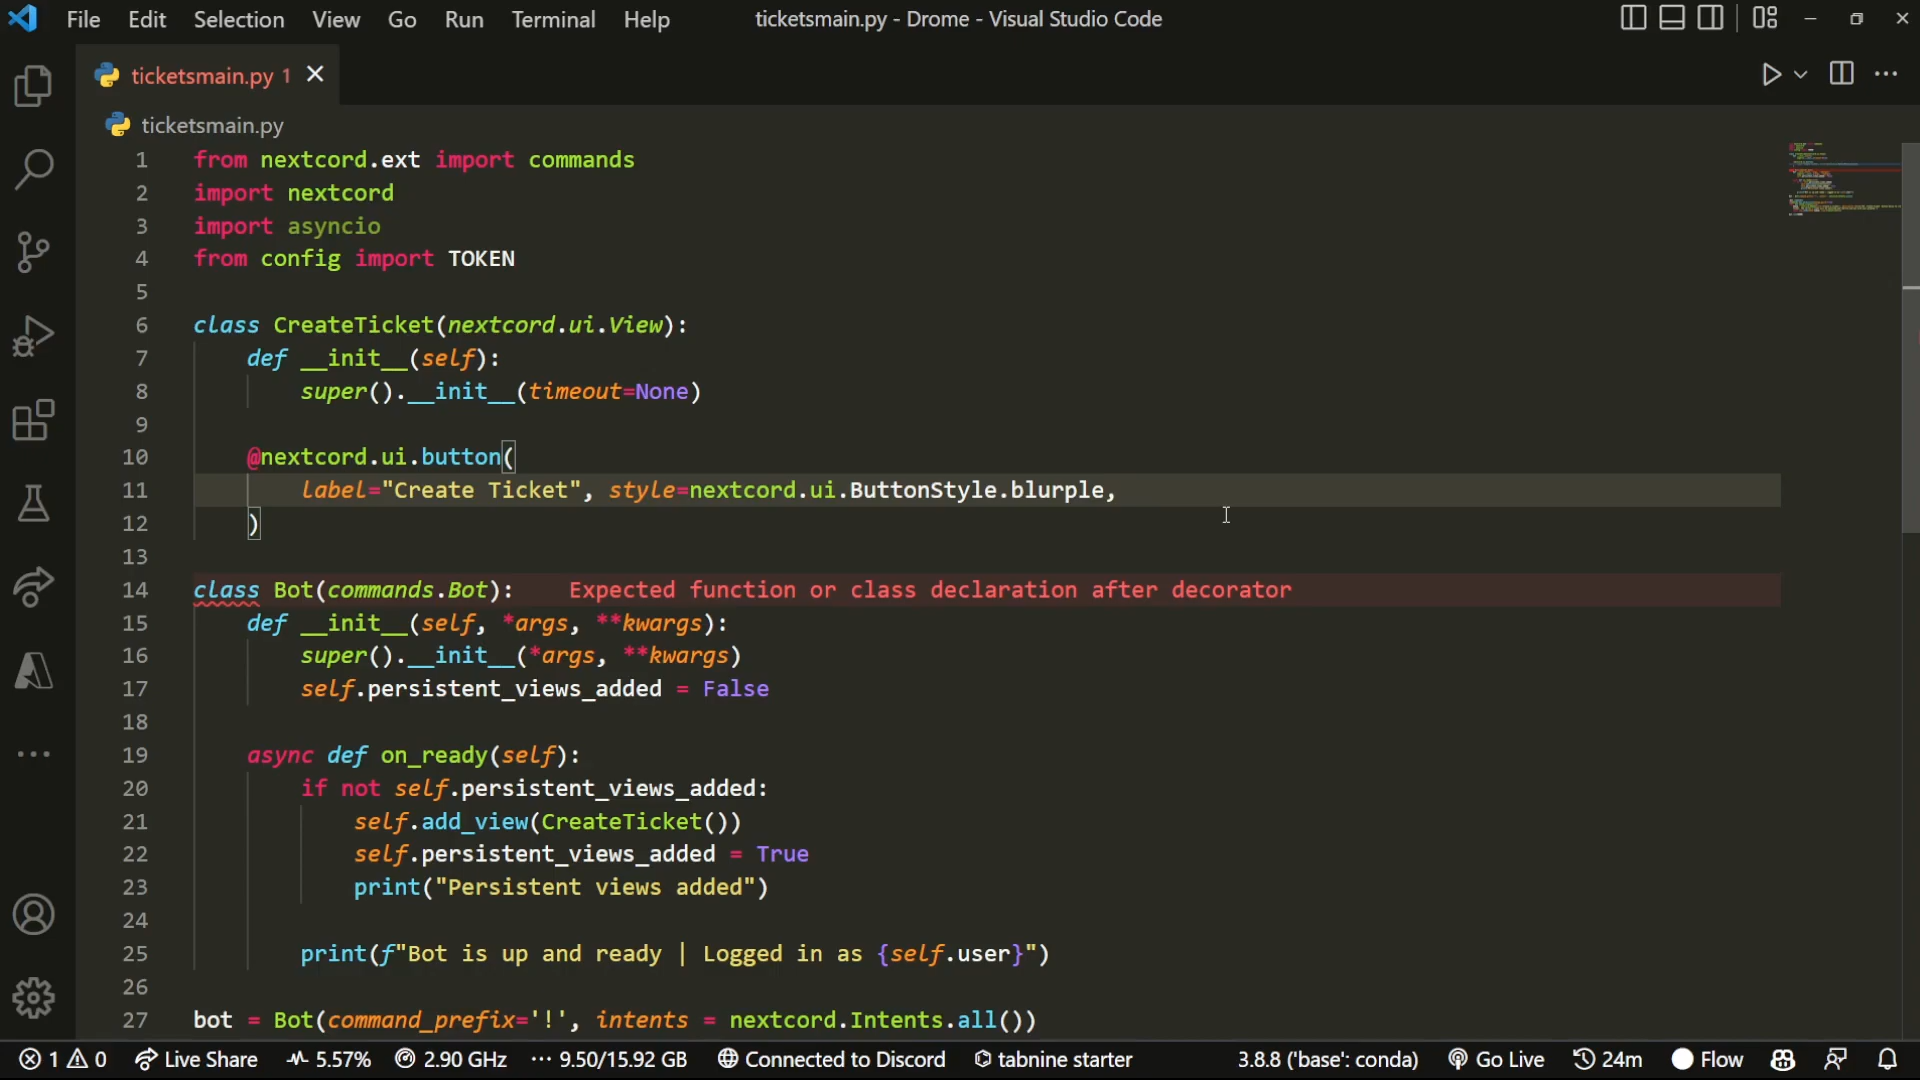 File Edit Selection View Go Run Terminal Help ticketsmain.py - Drome - Visual Studio Code
ticketsmain.py 1
ticketsmain.py
1 from nextcord.ext import commands
2 import nextcord
3 import asyncio
4 from config import TOKEN
5
6 class CreateTicket(nextcord.ui.View):
7 def __init__(self):
8 super().__init__(timeout=None)
9
10 @nextcord.ui.button(
11 label="Create Ticket", style=nextcord.ui.ButtonStyle.blurple,
12 )
13
14 class Bot(commands.Bot): Expected function or class declaration after decorator
15 def __init__(self, *args, **kwargs):
16 super().__init__(*args, **kwargs)
17 self.persistent_views_added = False
18
19 async def on_ready(self):
20 if not self.persistent_views_added:
21 self.add_view(CreateTicket())
22 self.persistent_views_added = True
23 print("Persistent views added")
24
25 print(f"Bot is up and ready | Logged in as {self.user}")
26
27 bot = Bot(command_prefix='!', intents = nextcord.Intents.all())
1 0 Live Share 5.57% 2.90 GHz 9.50/15.92 GB Connected to Discord tabnine starter 3.8.8 ('base': conda) Go Live 24m Flow